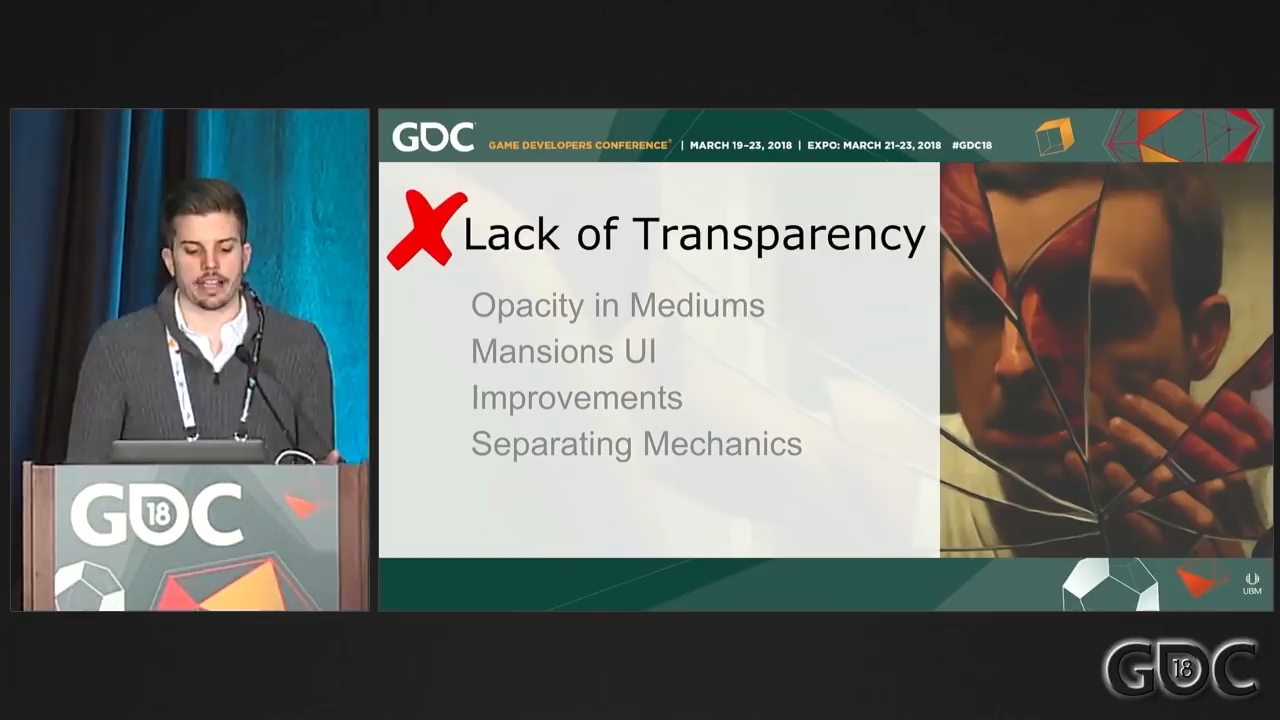 GDC
GAME DEVELOPERS CONFERENCE® | MARCH 19-23, 2018 | EXPO: MARCH 21-23, 2018 #GDC18
Lack of Transparency
Opacity in Mediums
Mansions UI
Improvements
Separating Mechanics
GDC
18
UBM
GDC
18